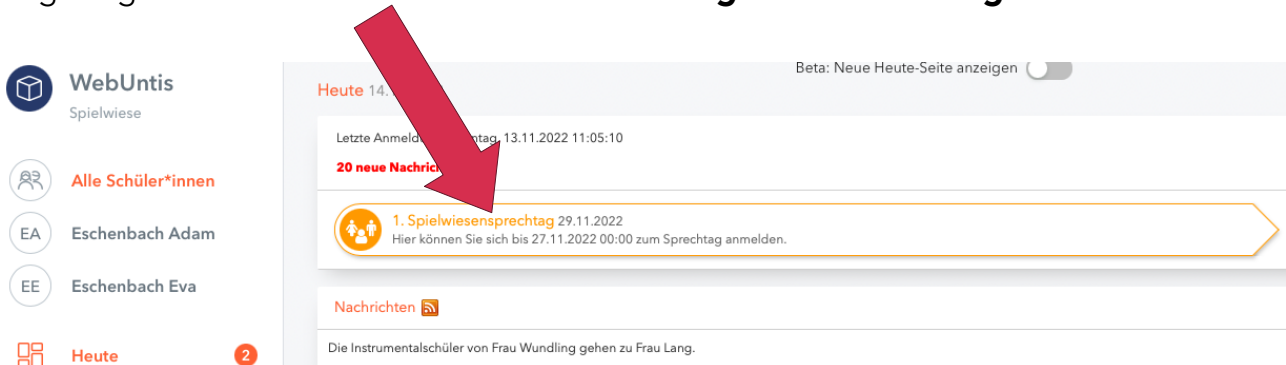 WebUntis
Spielwiese
Alle Schüler*innen
EA Eschenbach Adam
EE Eschenbach Eva
Heute 2
Beta: Neue Heute-Seite anzeigen
Heute 14.
Letzte 13.11.2022 11:05:10
20 neue
1. Spielwiesensprechtag 29.11.2022
Hier können Sie sich bis 27.11.2022 00:00 zum Sprechtag anmelden.
Nachrichten
Die Instrumentalschüler von Frau Wundling gehen zu Frau Lang.